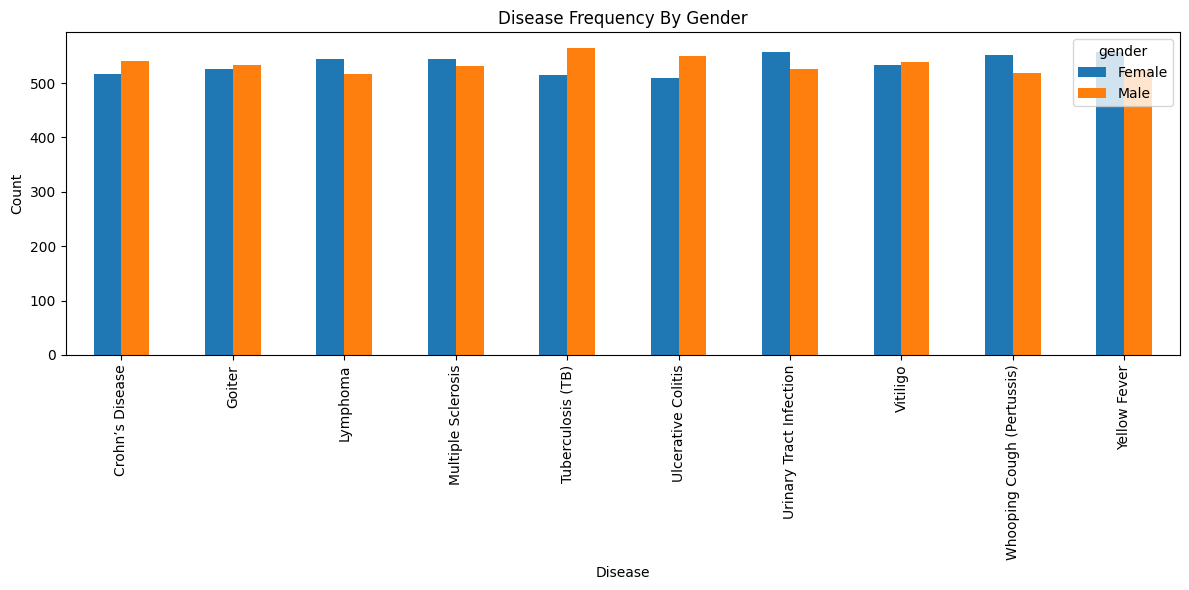 Disease Frequency By Gender
gender
Female
Male
Count
500
400
300
200
100
0
Crohn’s Disease
Goiter
Lymphoma
Multiple Sclerosis
Tuberculosis (TB)
Ulcerative Colitis
Urinary Tract Infection
Vitiligo
Whooping Cough (Pertussis)
Yellow Fever
Disease